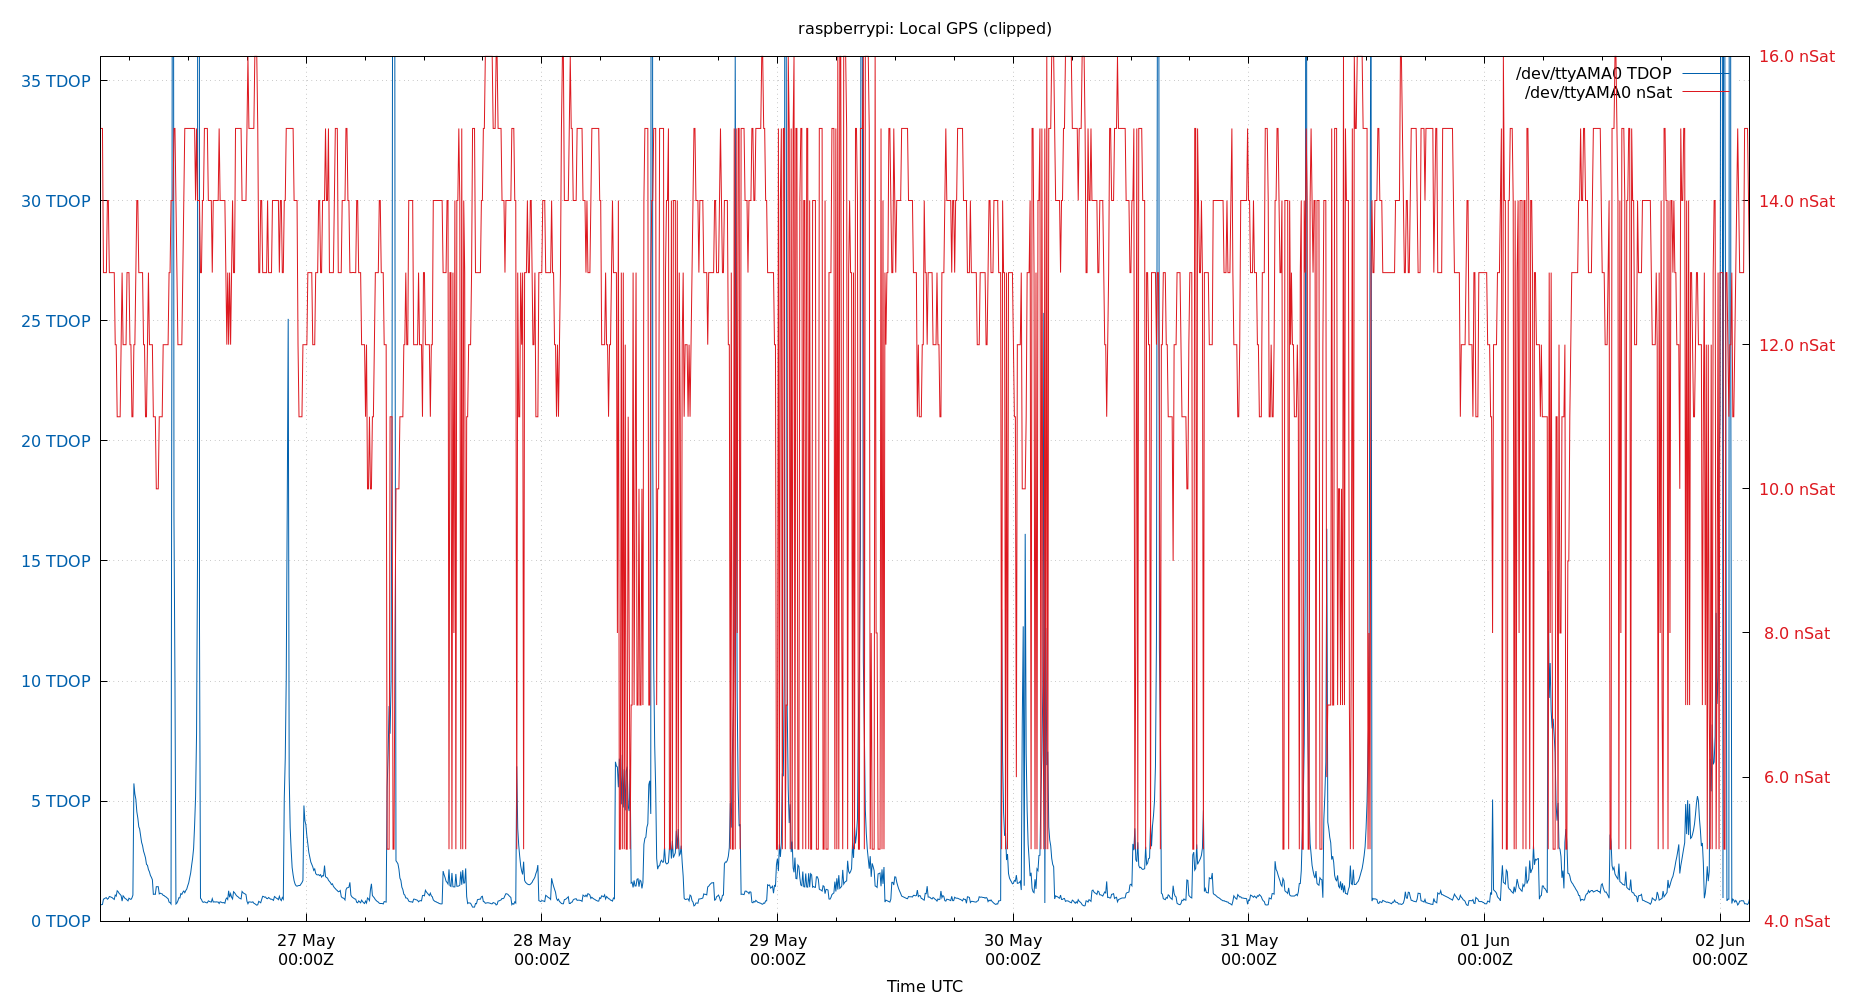 raspberrypi: Local GPS (clipped)
/dev/ttyAMA0 TDOP
/dev/ttyAMA0 nSat
35 TDOP
30 TDOP
25 TDOP
20 TDOP
15 TDOP
10 TDOP
5 TDOP
0 TDOP
16.0 nSat
14.0 nSat
12.0 nSat
10.0 nSat
8.0 nSat
6.0 nSat
4.0 nSat
27 May
00:00Z
28 May
00:00Z
29 May
00:00Z
30 May
00:00Z
31 May
00:00Z
01 Jun
00:00Z
02 Jun
00:00Z
Time UTC